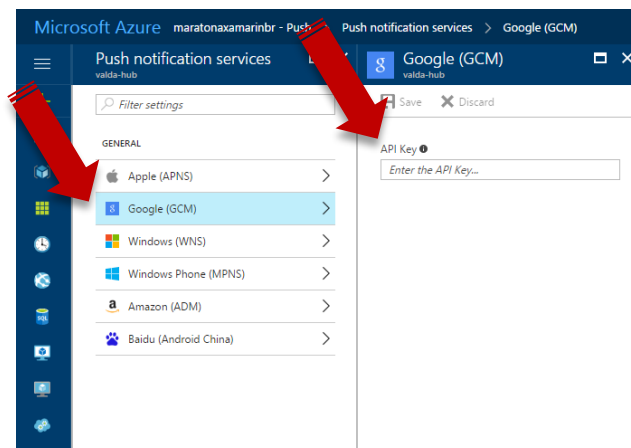 Microsoft Azure maratonaxamarinbr - Push Push notification services > Google (GCM)
Push notification services
valda-hub
Filter settings
GENERAL
Apple (APNS)
Google (GCM)
Windows (WNS)
Windows Phone (MPNS)
Amazon (ADM)
Baidu (Android China)
Google (GCM)
valda-hub
Save Discard
API Key
Enter the API Key...